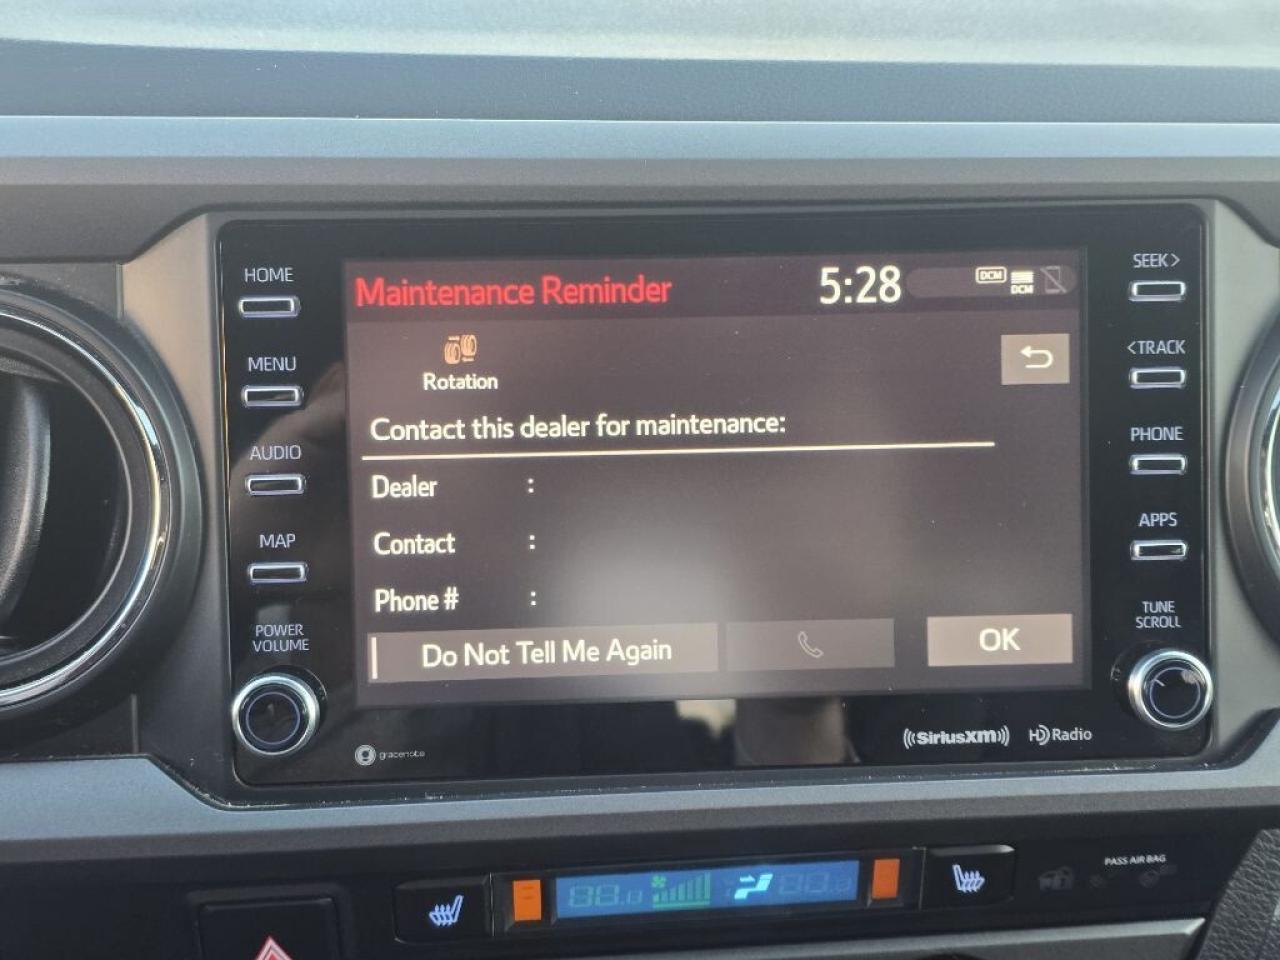 HOME
MENU
AUDIO
MAP
POWER
VOLUME
Maintenance Reminder
5:28
DCM
DCM
Rotation
Contact this dealer for maintenance:
Dealer :
Contact :
Phone # :
Do Not Tell Me Again
OK
SEEK>
<TRACK
PHONE
APPS
TUNE
SCROLL
gracenote
((SiriusXM))
HD Radio
PASS AIR BAG